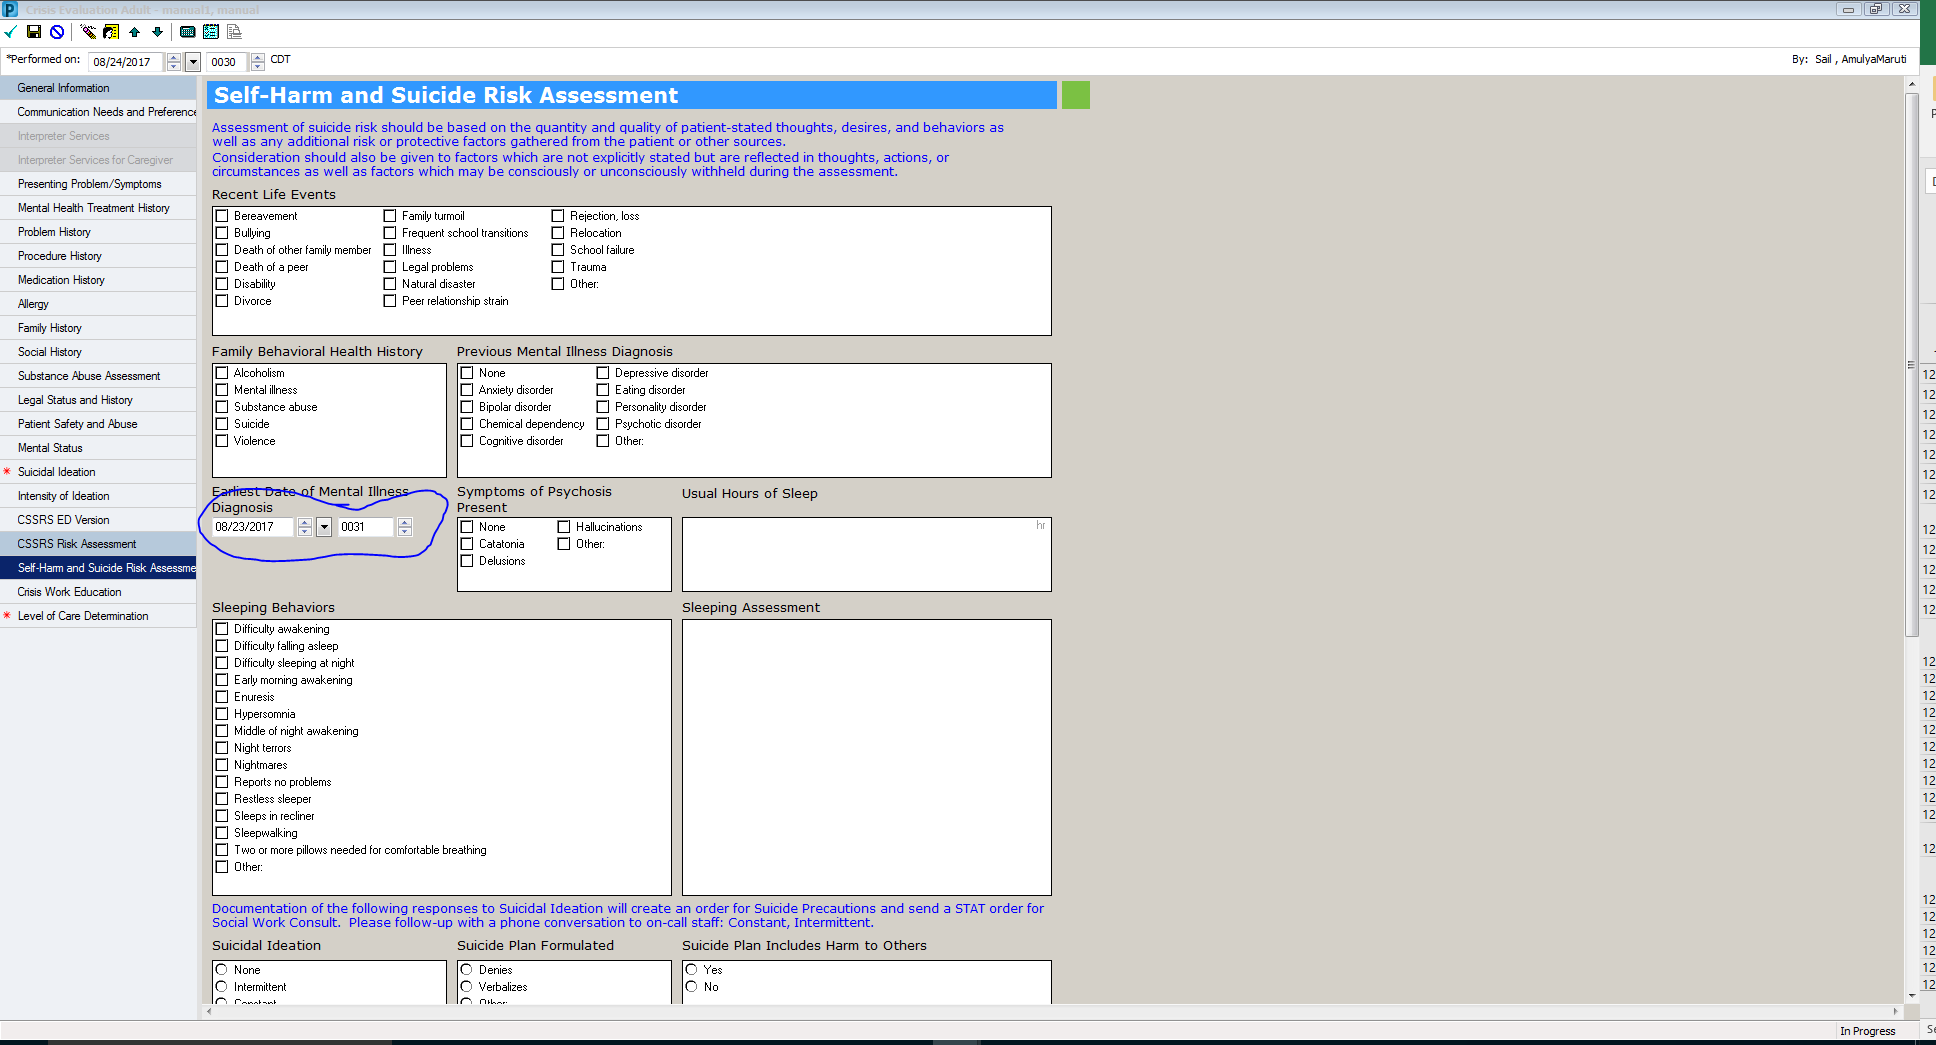 Crisis Evaluation Adult - manual1, manual
*Performed on: 08/24/2017 0030 CDT By: Sail , AmulyaMaruti
General Information
Communication Needs and Preference
Interpreter Services
Interpreter Services for Caregiver
Presenting Problem/Symptoms
Mental Health Treatment History
Problem History
Procedure History
Medication History
Allergy
Family History
Social History
Substance Abuse Assessment
Legal Status and History
Patient Safety and Abuse
Mental Status
* Suicidal Ideation
Intensity of Ideation
CSSRS ED Version
CSSRS Risk Assessment
Self-Harm and Suicide Risk Assessme
Crisis Work Education
* Level of Care Determination
Self-Harm and Suicide Risk Assessment
Assessment of suicide risk should be based on the quantity and quality of patient-stated thoughts, desires, and behaviors as
well as any additional risk or protective factors gathered from the patient or other sources.
Consideration should also be given to factors which are not explicitly stated but are reflected in thoughts, actions, or
circumstances as well as factors which may be consciously or unconsciously withheld during the assessment.
Recent Life Events
Bereavement Family turmoil Rejection, loss
Bullying Frequent school transitions Relocation
Death of other family member Illness School failure
Death of a peer Legal problems Trauma
Disability Natural disaster Other:
Divorce Peer relationship strain
Family Behavioral Health History Previous Mental Illness Diagnosis
Alcoholism None Depressive disorder
Mental illness Anxiety disorder Eating disorder
Substance abuse Bipolar disorder Personality disorder
Suicide Chemical dependency Psychotic disorder
Violence Cognitive disorder Other:
Earliest Date of Mental Illness
Diagnosis
08/23/2017 0031
Symptoms of Psychosis
Present
None Hallucinations
Catatonia Other:
Delusions
Usual Hours of Sleep
hr
Sleeping Behaviors
Difficulty awakening
Difficulty falling asleep
Difficulty sleeping at night
Early morning awakening
Enuresis
Hypersomnia
Middle of night awakening
Night terrors
Nightmares
Reports no problems
Restless sleeper
Sleeps in recliner
Sleepwalking
Two or more pillows needed for comfortable breathing
Other:
Sleeping Assessment
Documentation of the following responses to Suicidal Ideation will create an order for Suicide Precautions and send a STAT order for
Social Work Consult. Please follow-up with a phone conversation to on-call staff: Constant, Intermittent.
Suicidal Ideation
None
Intermittent
Constant
Suicide Plan Formulated
Denies
Verbalizes
Other:
Suicide Plan Includes Harm to Others
Yes
No
In Progress